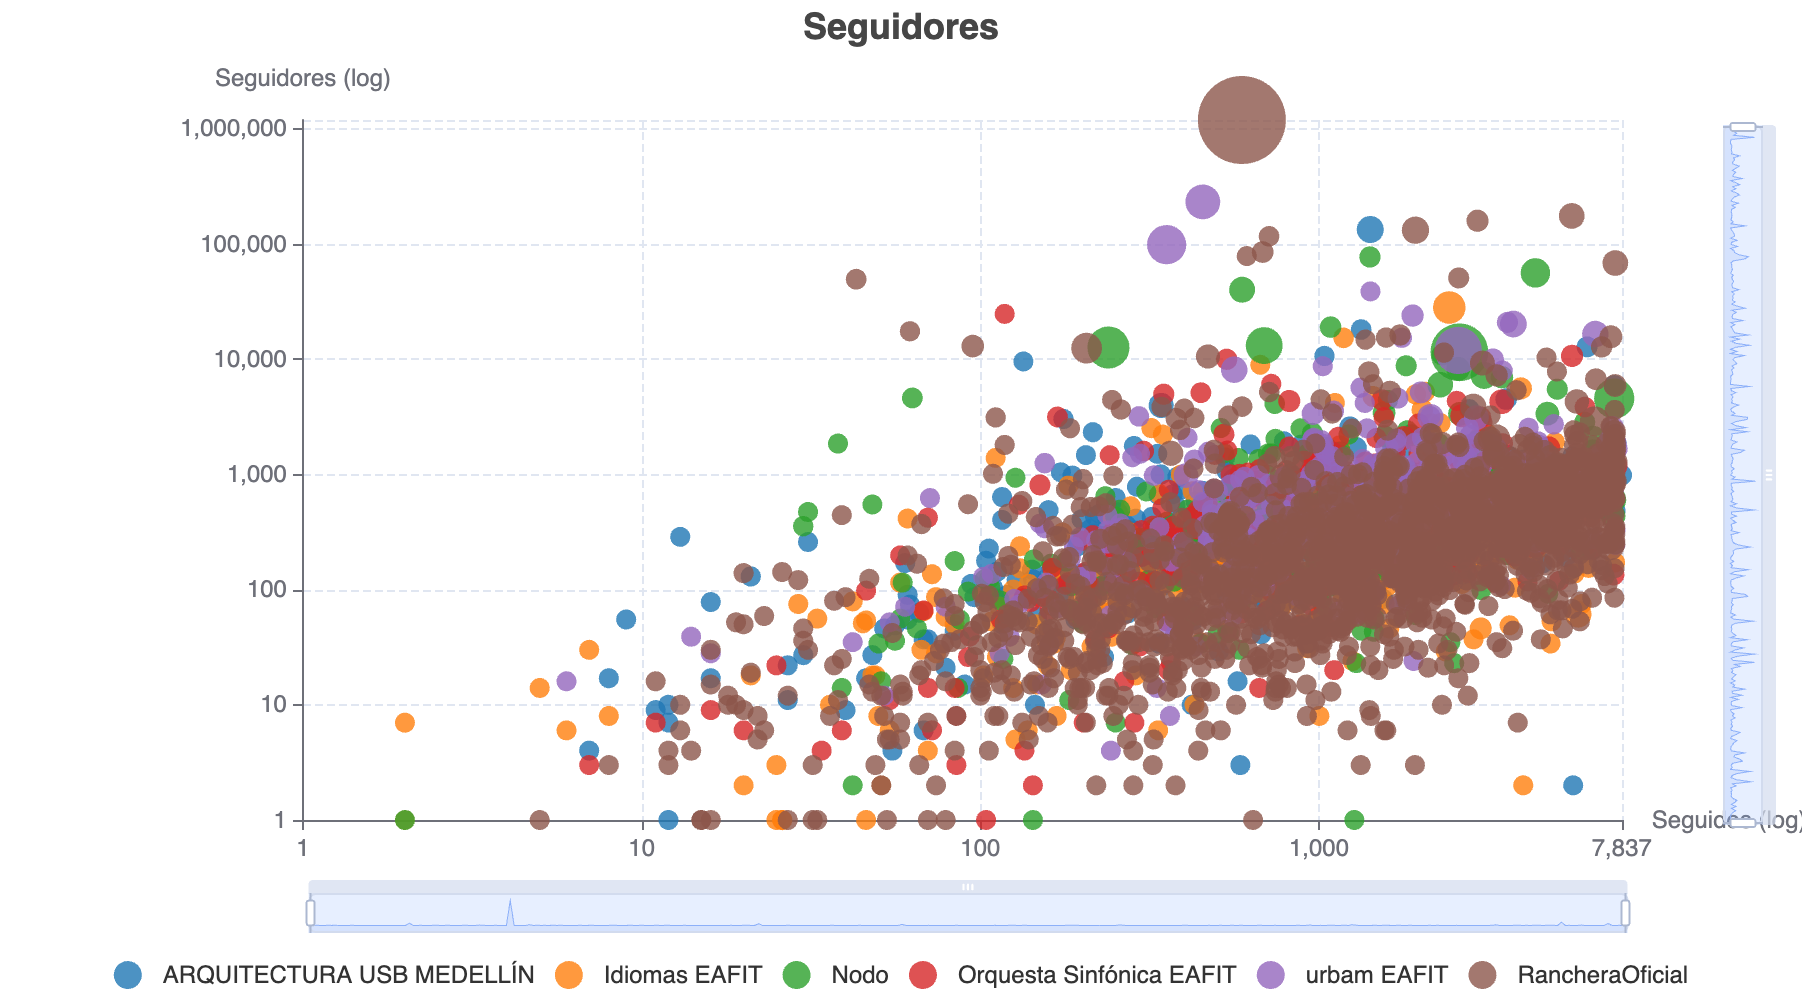 Seguidores
Seguidores (log)
1,000,000
100,000
10,000
1,000
100
10
1
Seguidos (log)
1 10 100 1,000 7,837
ARQUITECTURA USB MEDELLÍN Idiomas EAFIT Nodo Orquesta Sinfónica EAFIT urbam EAFIT RancheraOficial